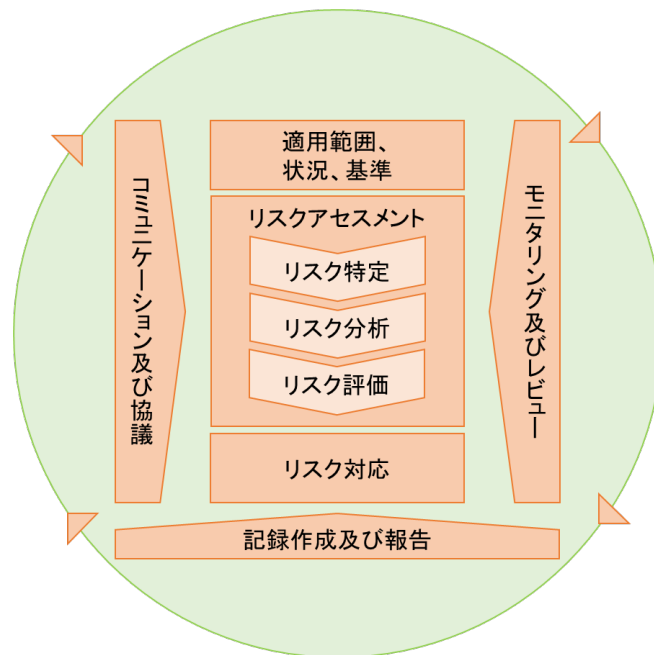 適用範囲、
状況、基準
コミュニケーション及び協議
リスクアセスメント
リスク特定
リスク分析
リスク評価
モニタリング及びレビュー
リスク対応
記録作成及び報告